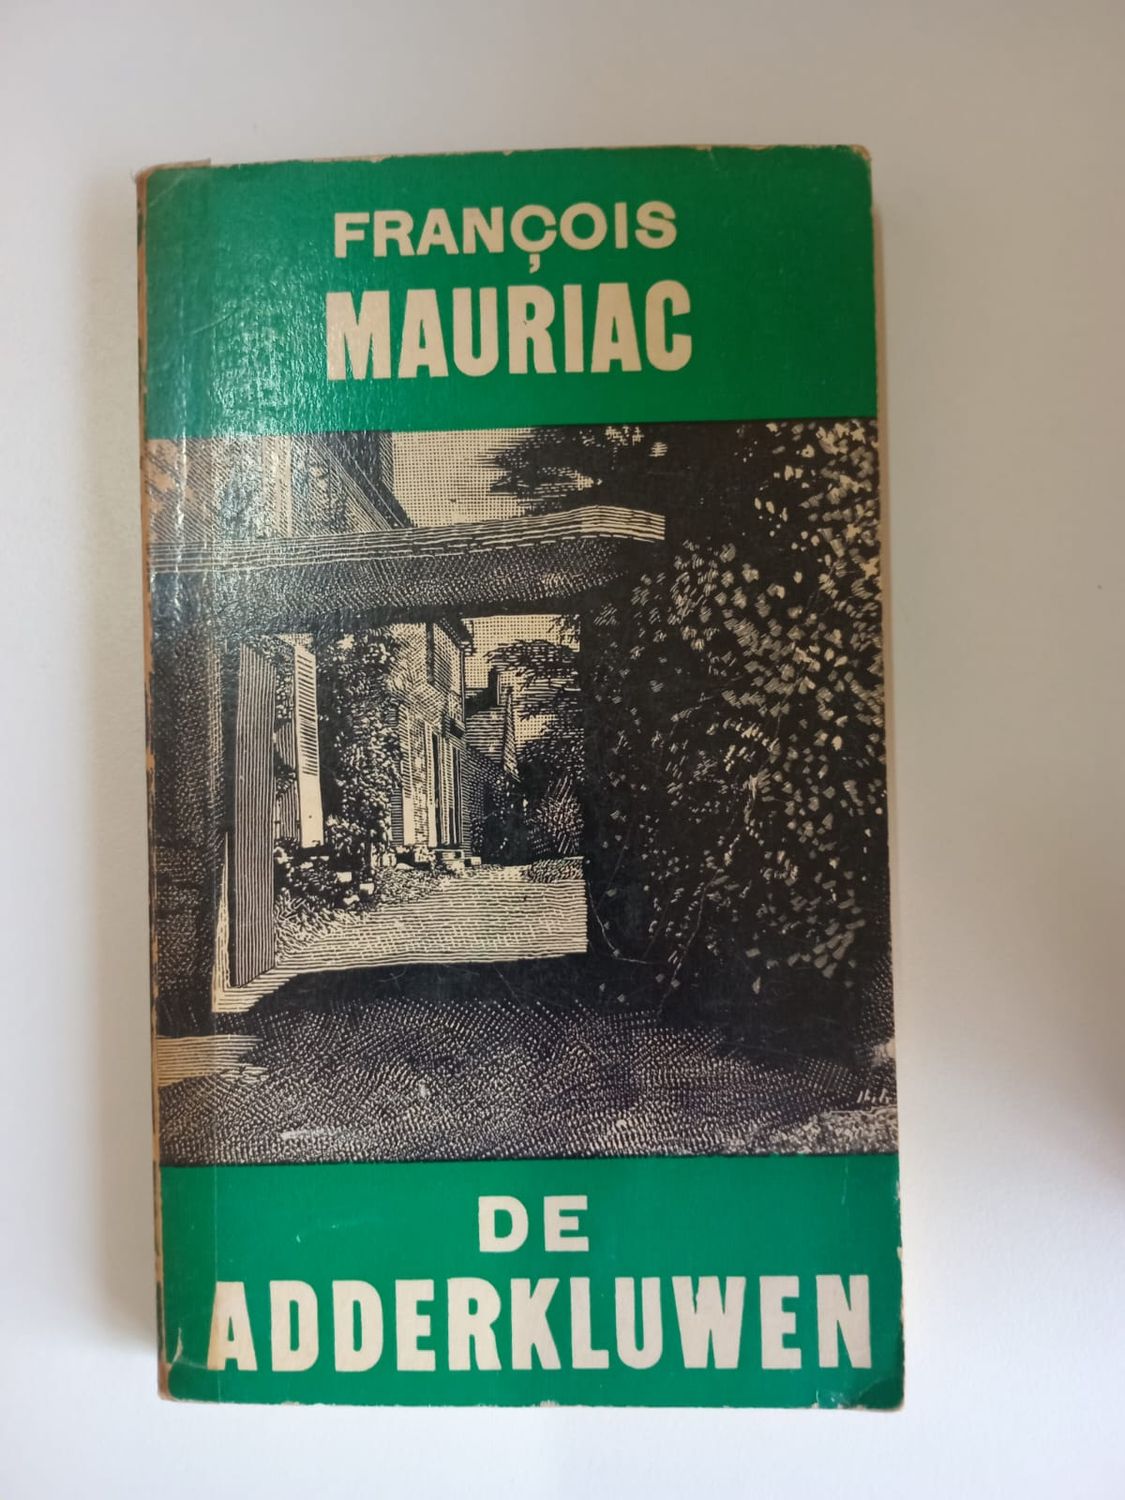 FRANÇOIS
MAURIAC
DE
ADDERKLUWEN